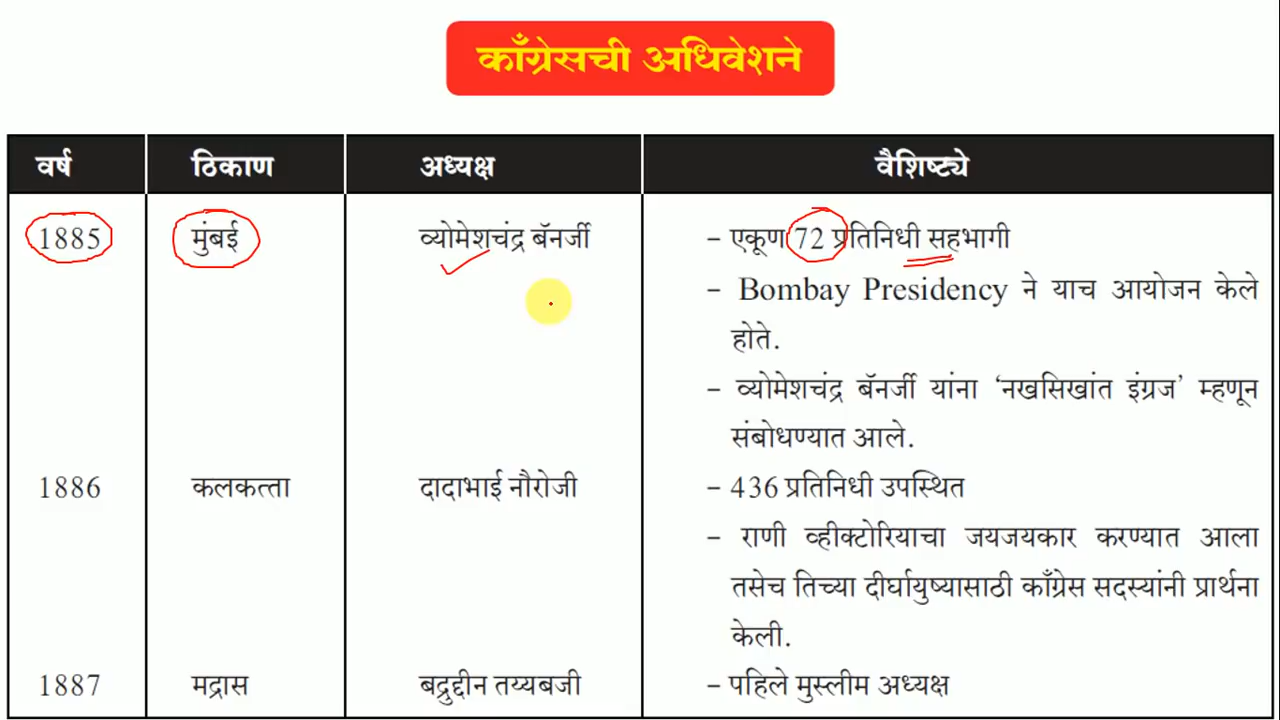 काँग्रेसची अधिवेशने
वर्ष ठिकाण अध्यक्ष वैशिष्ट्ये
1885 मुंबई व्योमेशचंद्र बॅनर्जी – एकूण 72 प्रतिनिधी सहभागी
– Bombay Presidency ने याच आयोजन केले
होते.
– व्योमेशचंद्र बॅनर्जी यांना ‘नखसिखांत इंग्रज’ म्हणून
संबोधण्यात आले.
1886 कलकत्ता दादाभाई नौरोजी – 436 प्रतिनिधी उपस्थित
– राणी व्हीक्टोरियाचा जयजयकार करण्यात आला
तसेच तिच्या दीर्घायुष्यासाठी काँग्रेस सदस्यांनी प्रार्थना
केली.
1887 मद्रास बद्रुद्दीन तय्यबजी – पहिले मुस्लीम अध्यक्ष